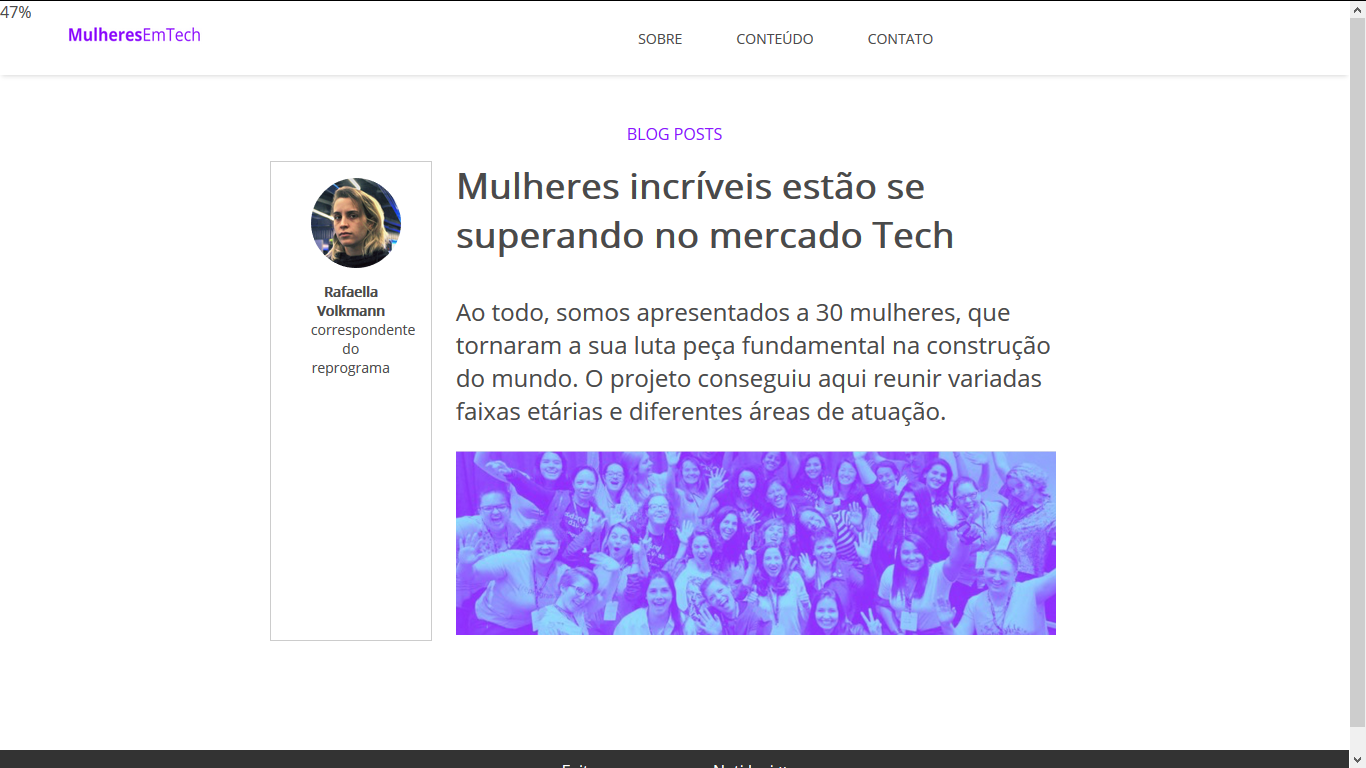 47%
MulheresEmTech
SOBRE CONTEÚDO CONTATO
BLOG POSTS
Rafaella
Volkmann
correspondente
do
reprograma
Mulheres incríveis estão se
superando no mercado Tech
Ao todo, somos apresentados a 30 mulheres, que
tornaram a sua luta peça fundamental na construção
do mundo. O projeto conseguiu aqui reunir variadas
faixas etárias e diferentes áreas de atuação.